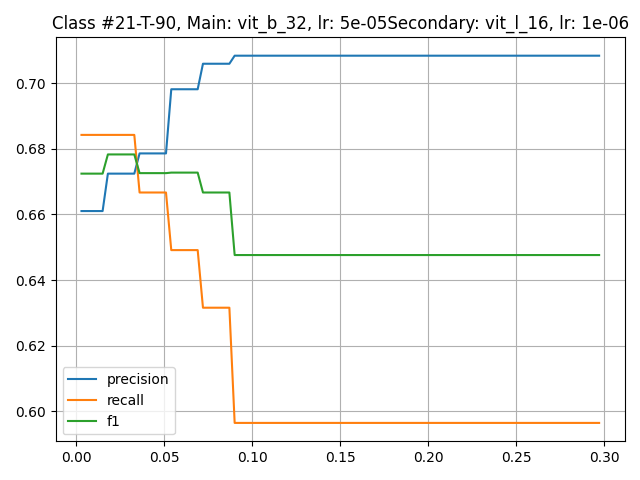 Class #21-T-90, Main: vit_b_32, lr: 5e-05Secondary: vit_l_16, lr: 1e-06
0.70
0.68
0.66
0.64
0.62
0.60
precision
recall
f1
0.00 0.05 0.10 0.15 0.20 0.25 0.30